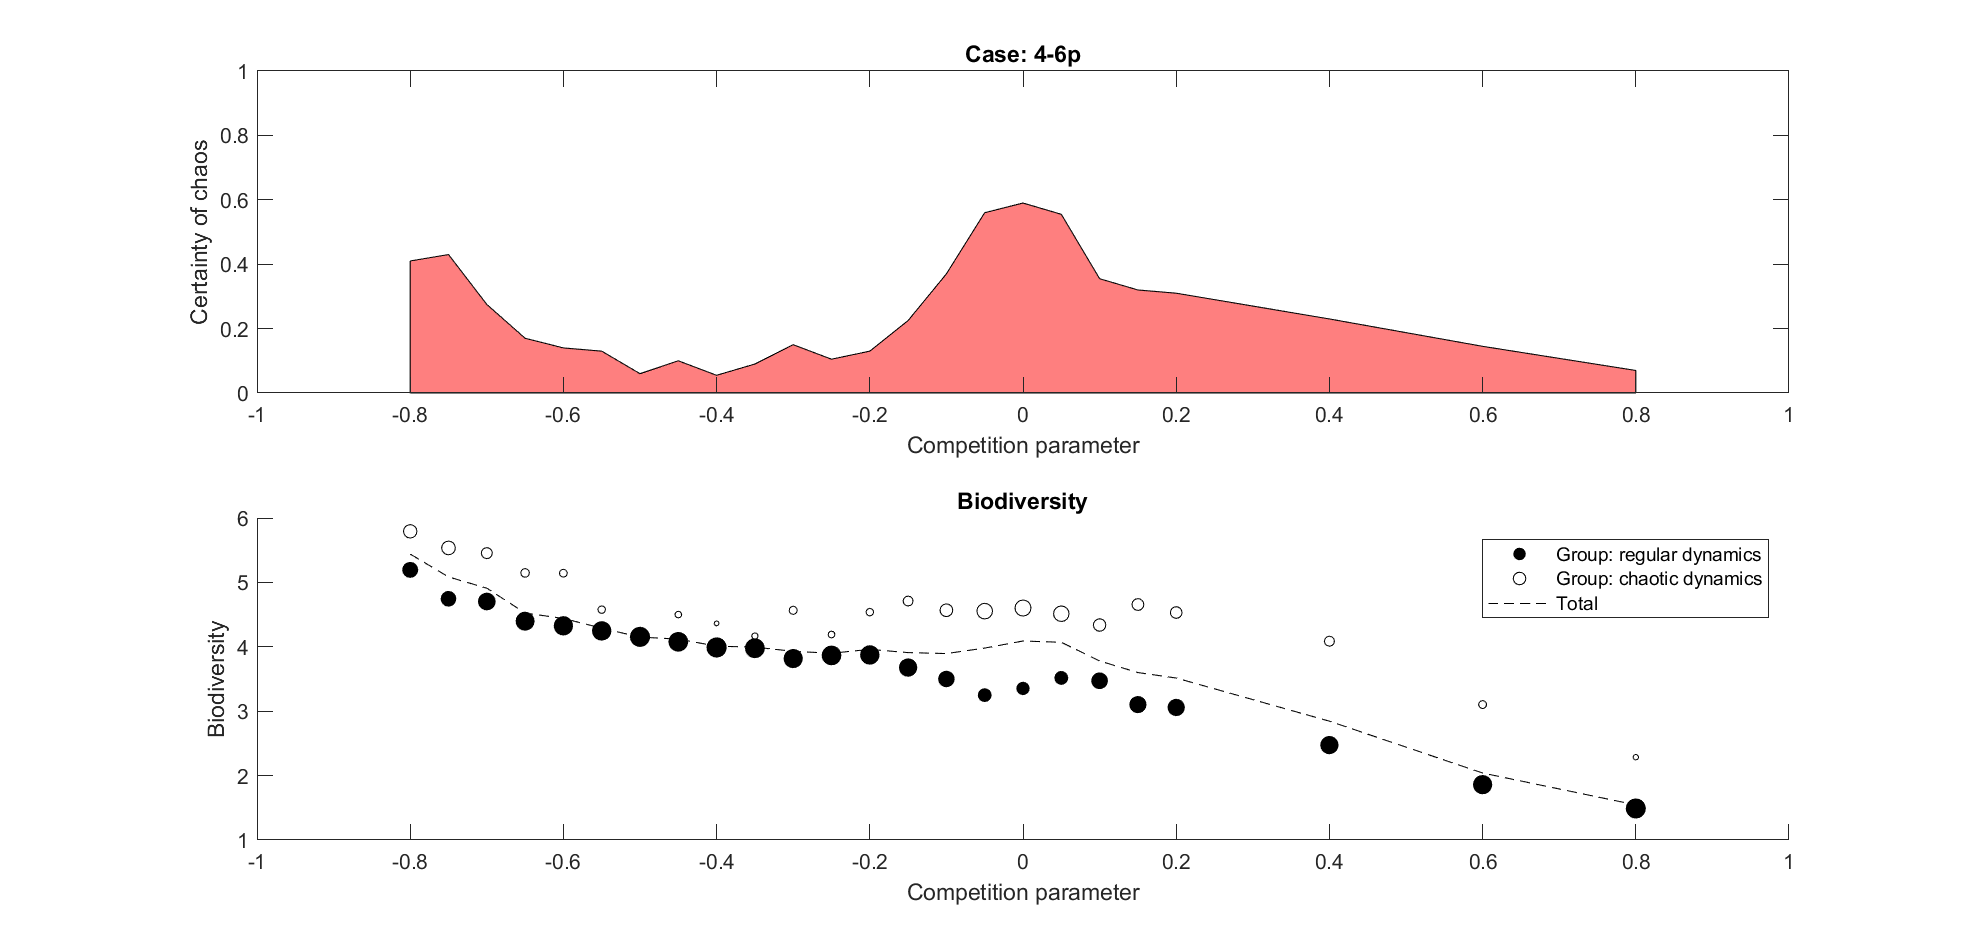 Case: 4-6p
1
0.8
0.6
0.4
0.2
0
Certainty of chaos
-1 -0.8 -0.6 -0.4 -0.2 0 0.2 0.4 0.6 0.8 1
Competition parameter
Biodiversity
6
5
4
3
2
1
Biodiversity
Group: regular dynamics
Group: chaotic dynamics
Total
-1 -0.8 -0.6 -0.4 -0.2 0 0.2 0.4 0.6 0.8 1
Competition parameter